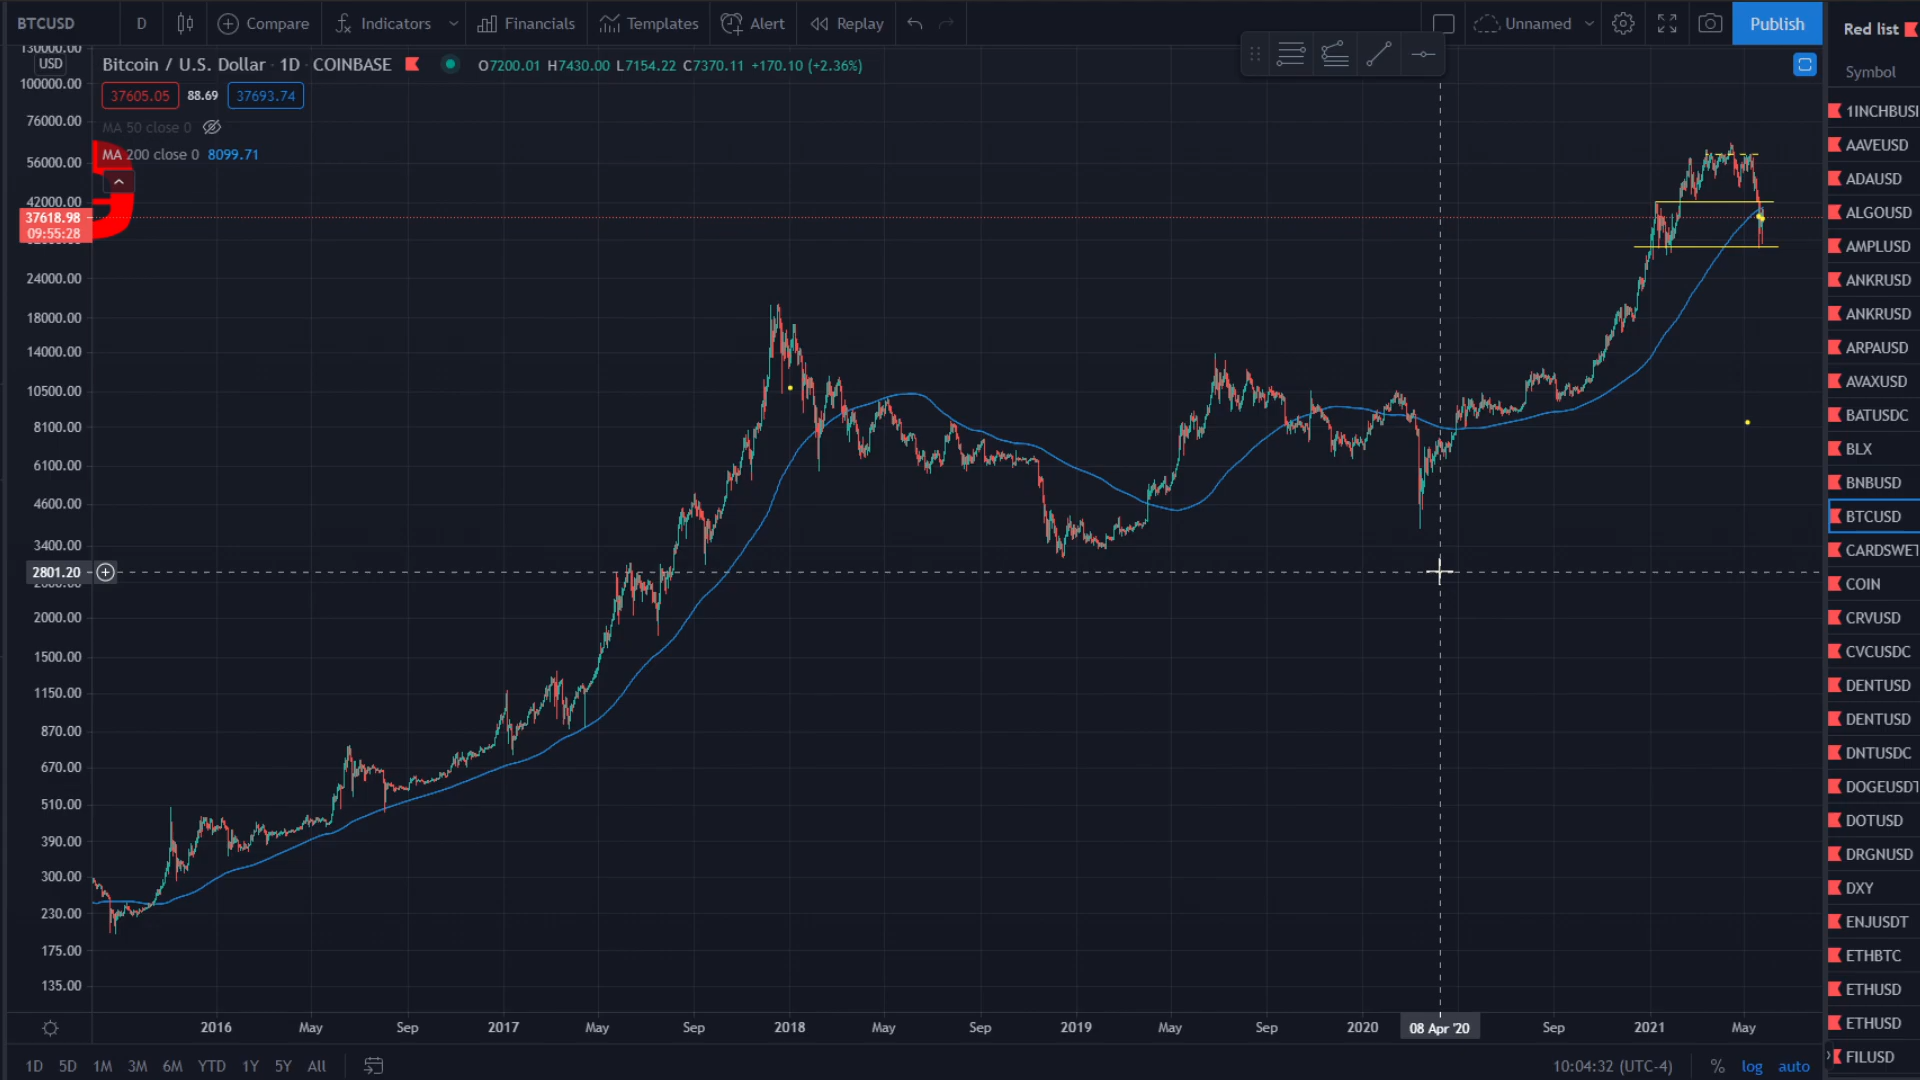 BTCUSD D Compare Indicators Financials Templates Alert Replay Unnamed Publish Red list
130000.00
USD
Bitcoin / U.S. Dollar · 1D · COINBASE O7200.01 H7430.00 L7154.22 C7370.11 +170.10 (+2.36%)
37605.05 88.69 37693.74
MA 50 close 0
MA 200 close 0 8099.71
100000.00
76000.00
56000.00
42000.00
37618.98
09:55:28
24000.00
18000.00
14000.00
10500.00
8100.00
6100.00
4600.00
3400.00
2801.20
2000.00
1500.00
1150.00
870.00
670.00
510.00
390.00
300.00
230.00
175.00
135.00
2016 May Sep 2017 May Sep 2018 May Sep 2019 May Sep 2020 08 Apr '20 Sep 2021 May
1D 5D 1M 3M 6M YTD 1Y 5Y All 10:04:32 (UTC-4) % log auto
Symbol
1INCHBUSI
AAVEUSD
ADAUSD
ALGOUSD
AMPLUSD
ANKRUSD
ANKRUSD
ARPAUSD
AVAXUSD
BATUSDC
BLX
BNBUSD
BTCUSD
CARDSWET
COIN
CRVUSD
CVCUSDC
DENTUSD
DENTUSD
DNTUSDC
DOGEUSDT
DOTUSD
DRGNUSD
DXY
ENJUSDT
ETHBTC
ETHUSD
ETHUSD
FILUSD